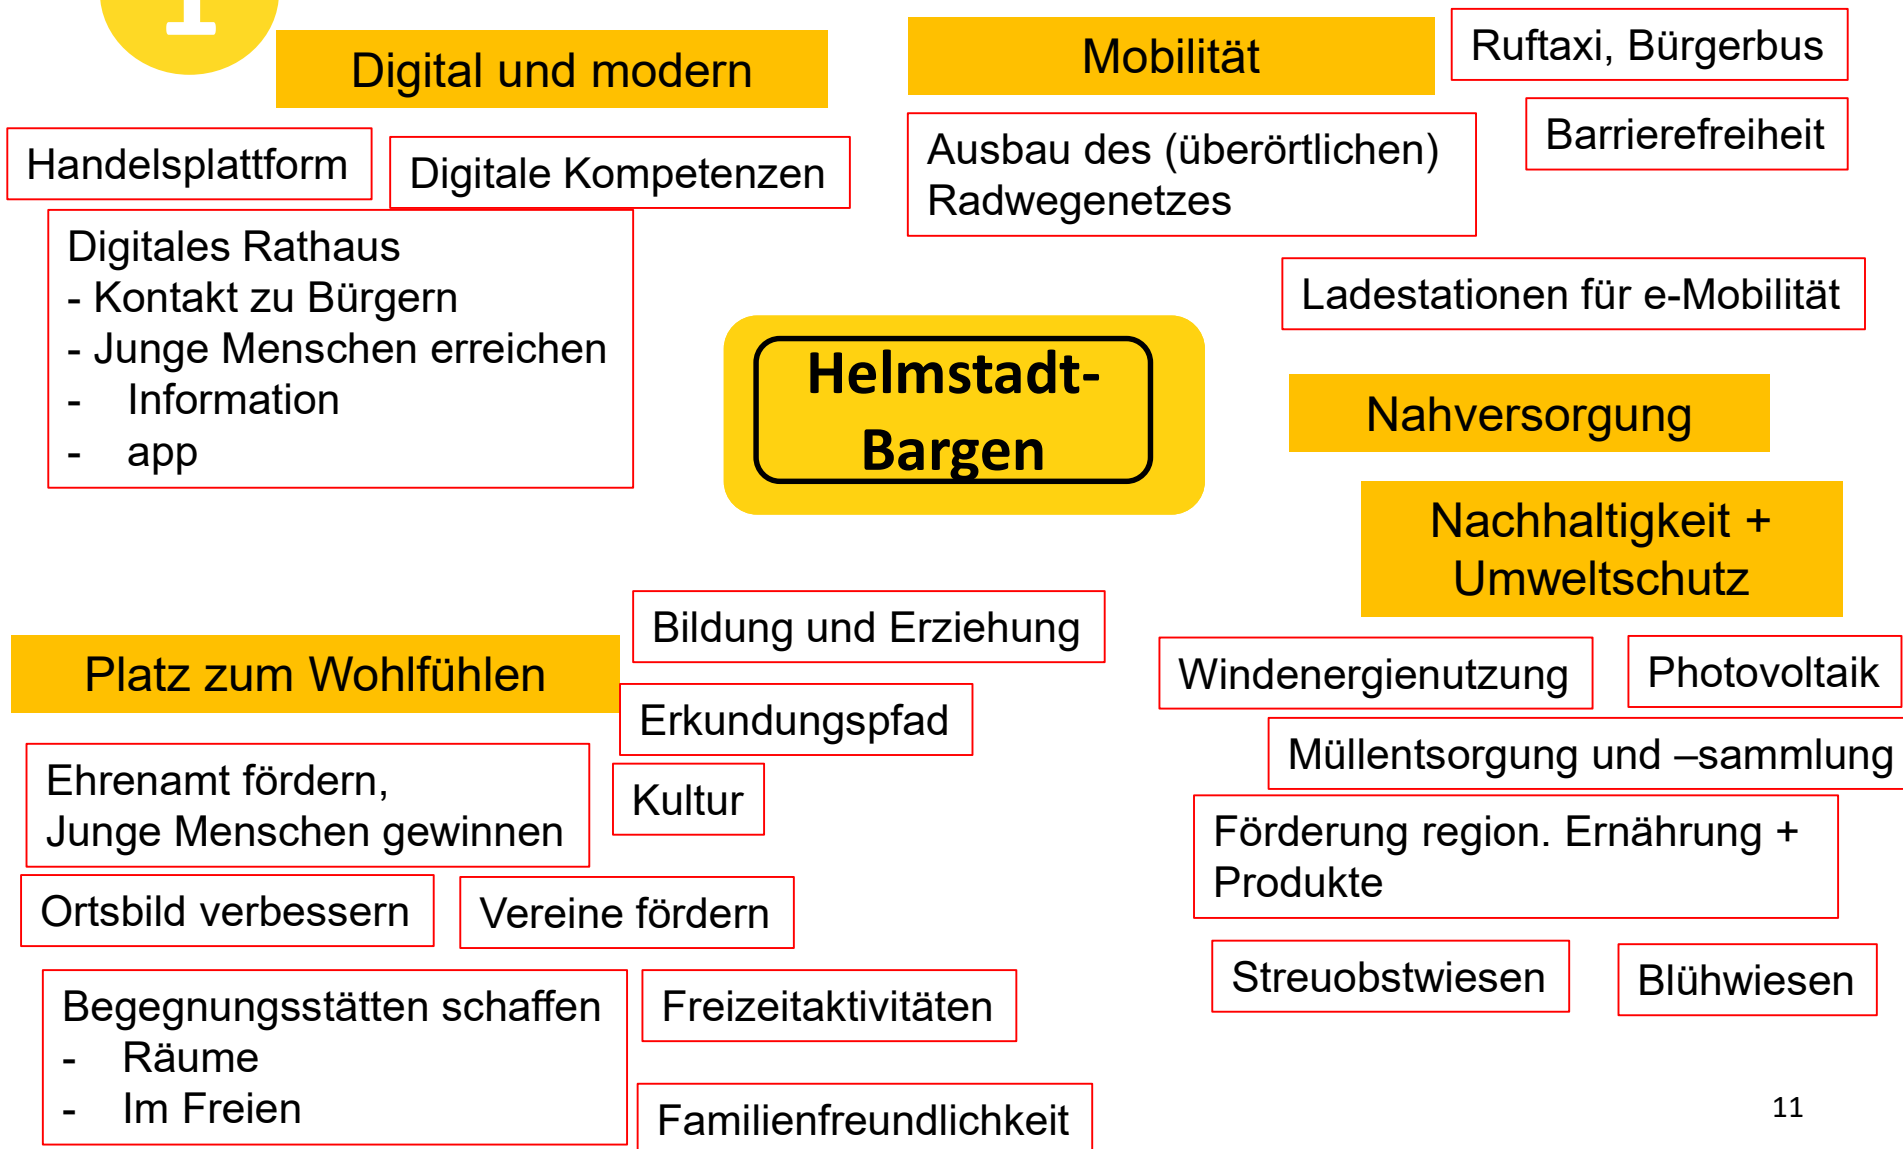 1
Digital und modern
Handelsplattform
Digitale Kompetenzen
Digitales Rathaus
- Kontakt zu Bürgern
- Junge Menschen erreichen
- Information
- app
Mobilität
Ruftaxi, Bürgerbus
Barrierefreiheit
Ausbau des (überörtlichen)
Radwegenetzes
Ladestationen für e-Mobilität
Helmstadt-
Bargen
Nahversorgung
Nachhaltigkeit +
Umweltschutz
Windenergienutzung
Photovoltaik
Müllentsorgung und –sammlung
Förderung region. Ernährung +
Produkte
Streuobstwiesen
Blühwiesen
Platz zum Wohlfühlen
Bildung und Erziehung
Erkundungspfad
Kultur
Ehrenamt fördern,
Junge Menschen gewinnen
Ortsbild verbessern
Vereine fördern
Begegnungsstätten schaffen
- Räume
- Im Freien
Freizeitaktivitäten
Familienfreundlichkeit
11